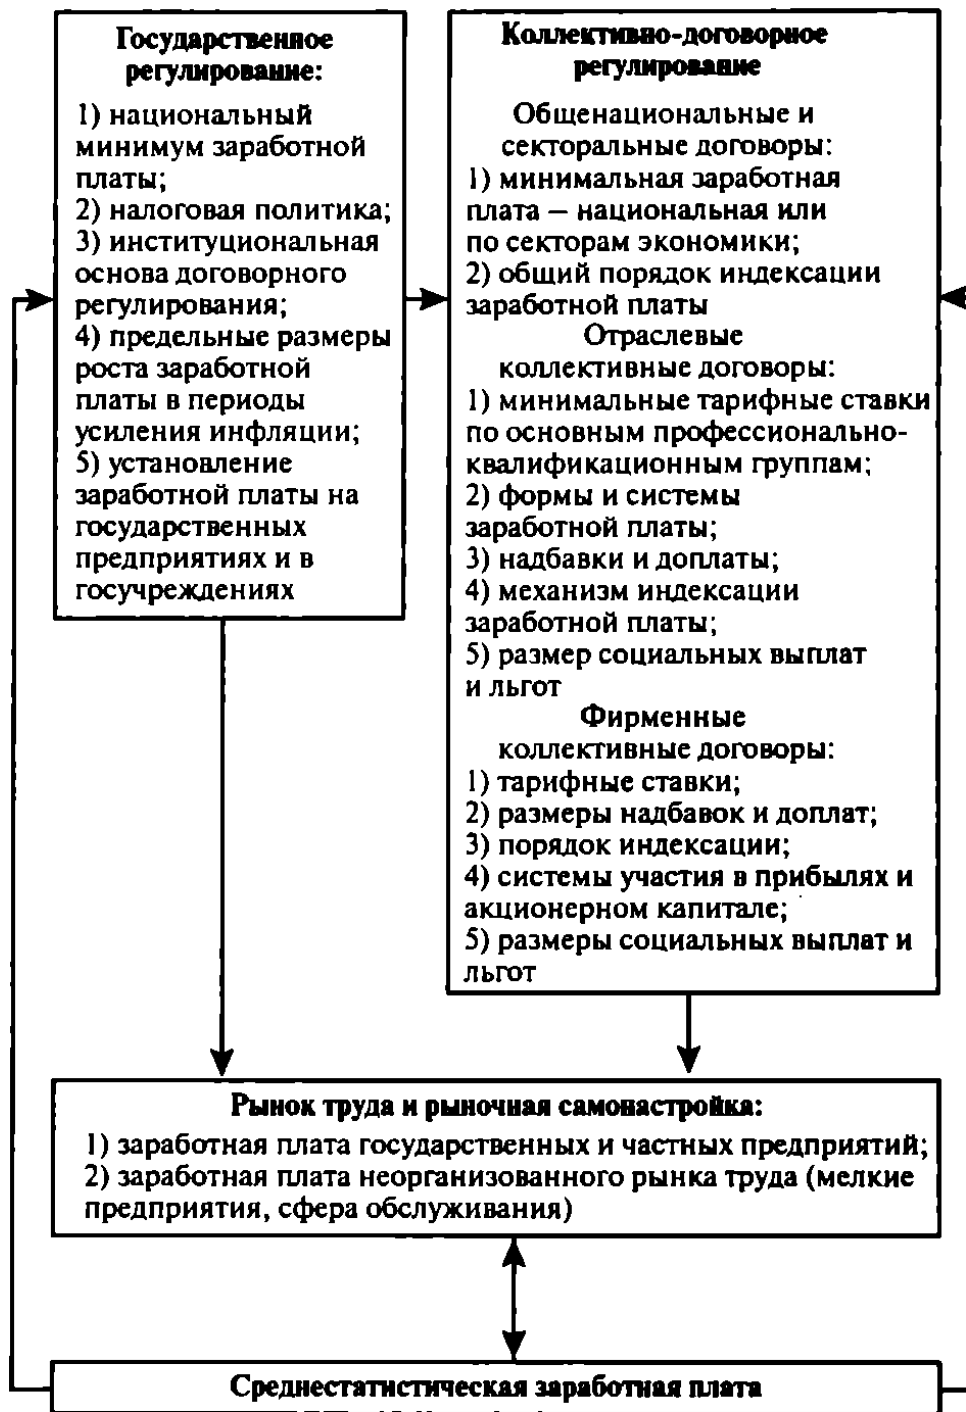 Государственное
регулирование:
1) национальный
минимум заработной
платы;
2) налоговая политика;
3) институциональная
основа договорного
регулирования;
4) предельные размеры
роста заработной
платы в периоды
усиления инфляции;
5) установление
заработной платы на
государственных
предприятиях и в
госучреждениях
Коллективно-договорное
регулирование
Общенациональные и
секторальные договоры:
1) минимальная заработная
плата – национальная или
по секторам экономики;
2) общий порядок индексации
заработной платы
Отраслевые
коллективные договоры:
1) минимальные тарифные ставки
по основным профессионально-
квалификационным группам;
2) формы и системы
заработной платы;
3) надбавки и доплаты;
4) механизм индексации
заработной платы;
5) размер социальных выплат
и льгот
Фирменные
коллективные договоры:
1) тарифные ставки;
2) размеры надбавок и доплат;
3) порядок индексации;
4) системы участия в прибылях и
акционерном капитале;
5) размеры социальных выплат и
льгот
Рынок труда и рыночная самонастройка:
1) заработная плата государственных и частных предприятий;
2) заработная плата неорганизованного рынка труда (мелкие
предприятия, сфера обслуживания)
Среднестатистическая заработная плата